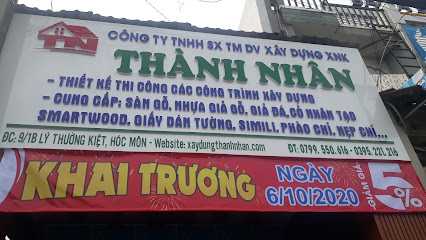 CÔNG TY TNHH SX TM DV XÂY DỰNG XNK
TN
THÀNH NHÂN
- THIẾT KẾ THI CÔNG CÁC CÔNG TRÌNH XÂY DỰNG
- CUNG CẤP: SÀN GỖ, NHỰA GIẢ GỖ, GIẢ ĐÁ, CỎ NHÂN TẠO
SMARTWOOD, GIẤY DÁN TƯỜNG, SIMILI, PHÀO CHỈ, NẸP CHỈ...
ĐC: 9/1B LÝ THƯỜNG KIỆT, HÓC MÔN - Website: xaydungthanhnhan.com ĐT: 0799.550.616 - 0395.221.216
KHAI TRƯƠNG
NGÀY
6/10/2020
GIẢM GIÁ
5%